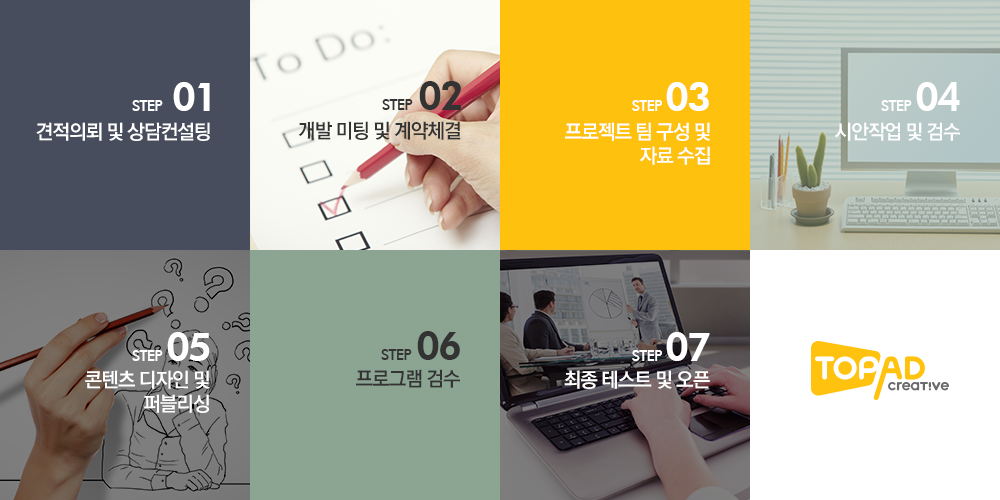 STEP 01
견적의뢰 및 상담컨설팅
To Do:
STEP 02
개발 미팅 및 계약체결
STEP 03
프로젝트 팀 구성 및
자료 수집
STEP 04
시안작업 및 검수
STEP 05
콘텐츠 디자인 및
퍼블리싱
STEP 06
프로그램 검수
STEP 07
최종 테스트 및 오픈
TOP/AD
creative